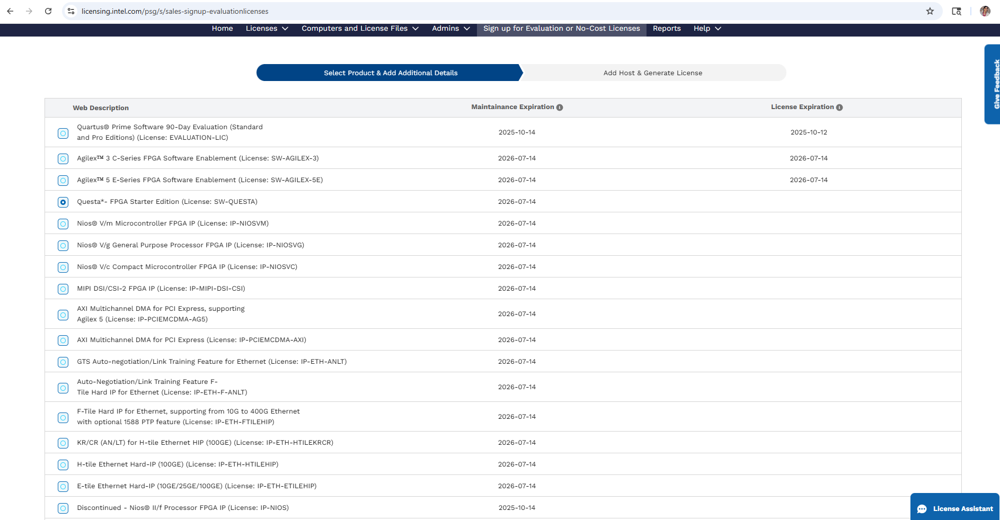 licensing.intel.com/psg/s/sales-signup-evaluationlicenses
Home Licenses Computers and License Files Admins Sign up for Evaluation or No-Cost Licenses Reports Help
Give Feedback
Select Product & Add Additional Details Add Host & Generate License
Web Description Maintainance Expiration License Expiration
Quartus® Prime Software 90-Day Evaluation (Standard
and Pro Editions) (License: EVALUATION-LIC) 2025-10-14 2025-10-12
Agilex™ 3 C-Series FPGA Software Enablement (License: SW-AGILEX-3) 2026-07-14 2026-07-14
Agilex™ 5 E-Series FPGA Software Enablement (License: SW-AGILEX-5E) 2026-07-14 2026-07-14
Questa*- FPGA Starter Edition (License: SW-QUESTA) 2026-07-14
Nios® V/m Microcontroller FPGA IP (License: IP-NIOSVM) 2026-07-14
Nios® V/g General Purpose Processor FPGA IP (License: IP-NIOSVG) 2026-07-14
Nios® V/c Compact Microcontroller FPGA IP (License: IP-NIOSVC) 2026-07-14
MIPI DSI/CSI-2 FPGA IP (License: IP-MIPI-DSI-CSI) 2026-07-14
AXI Multichannel DMA for PCI Express, supporting
Agilex 5 (License: IP-PCIEMCDMA-AG5) 2026-07-14
AXI Multichannel DMA for PCI Express (License: IP-PCIEMCDMA-AXI) 2026-07-14
GTS Auto-negotiation/Link Training Feature for Ethernet (License: IP-ETH-ANLT) 2026-07-14
Auto-Negotiation/Link Training Feature F-
Tile Hard IP for Ethernet (License: IP-ETH-F-ANLT) 2026-07-14
F-Tile Hard IP for Ethernet, supporting from 10G to 400G Ethernet
with optional 1588 PTP feature (License: IP-ETH-FTILEHIP) 2026-07-14
KR/CR (AN/LT) for H-tile Ethernet HIP (100GE) (License: IP-ETH-HTILEKRCR) 2026-07-14
H-tile Ethernet Hard-IP (100GE) (License: IP-ETH-HTILEHIP) 2026-07-14
E-tile Ethernet Hard-IP (10GE/25GE/100GE) (License: IP-ETH-ETILEHIP) 2026-07-14
Discontinued - Nios® II/f Processor FPGA IP (License: IP-NIOS) 2025-10-14
License Assistant